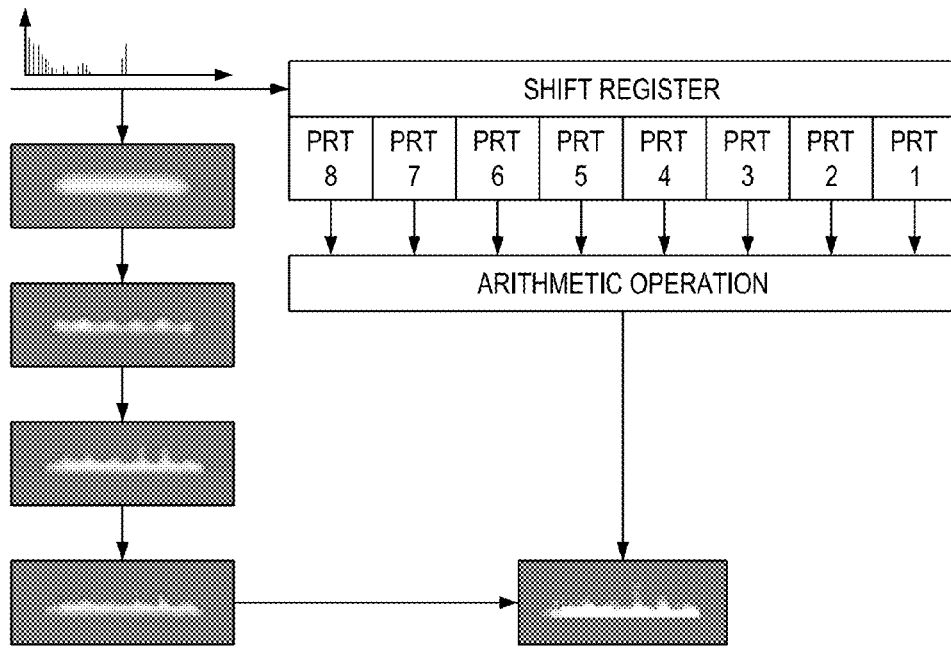 SHIFT REGISTER
PRT PRT PRT PRT PRT PRT PRT PRT
8 7 6 5 4 3 2 1
ARITHMETIC OPERATION